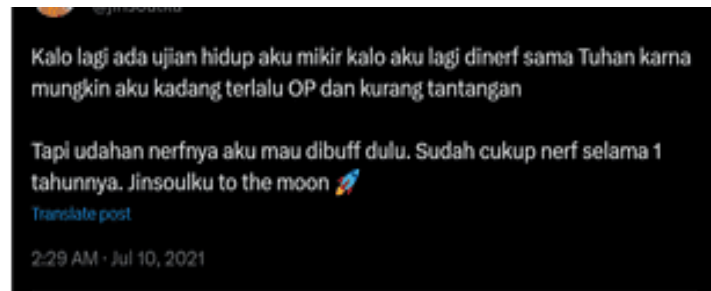 Kalo lagi ada ujian hidup aku mikir kalo aku lagi dinerf sama Tuhan karna
mungkin aku kadang terlalu OP dan kurang tantangan
Tapi udahan nerfnya aku mau dibuff dulu. Sudah cukup nerf selama 1
tahunnya. Jinsoulku to the moon 🚀
Translate post
2:29 AM · Jul 10, 2021